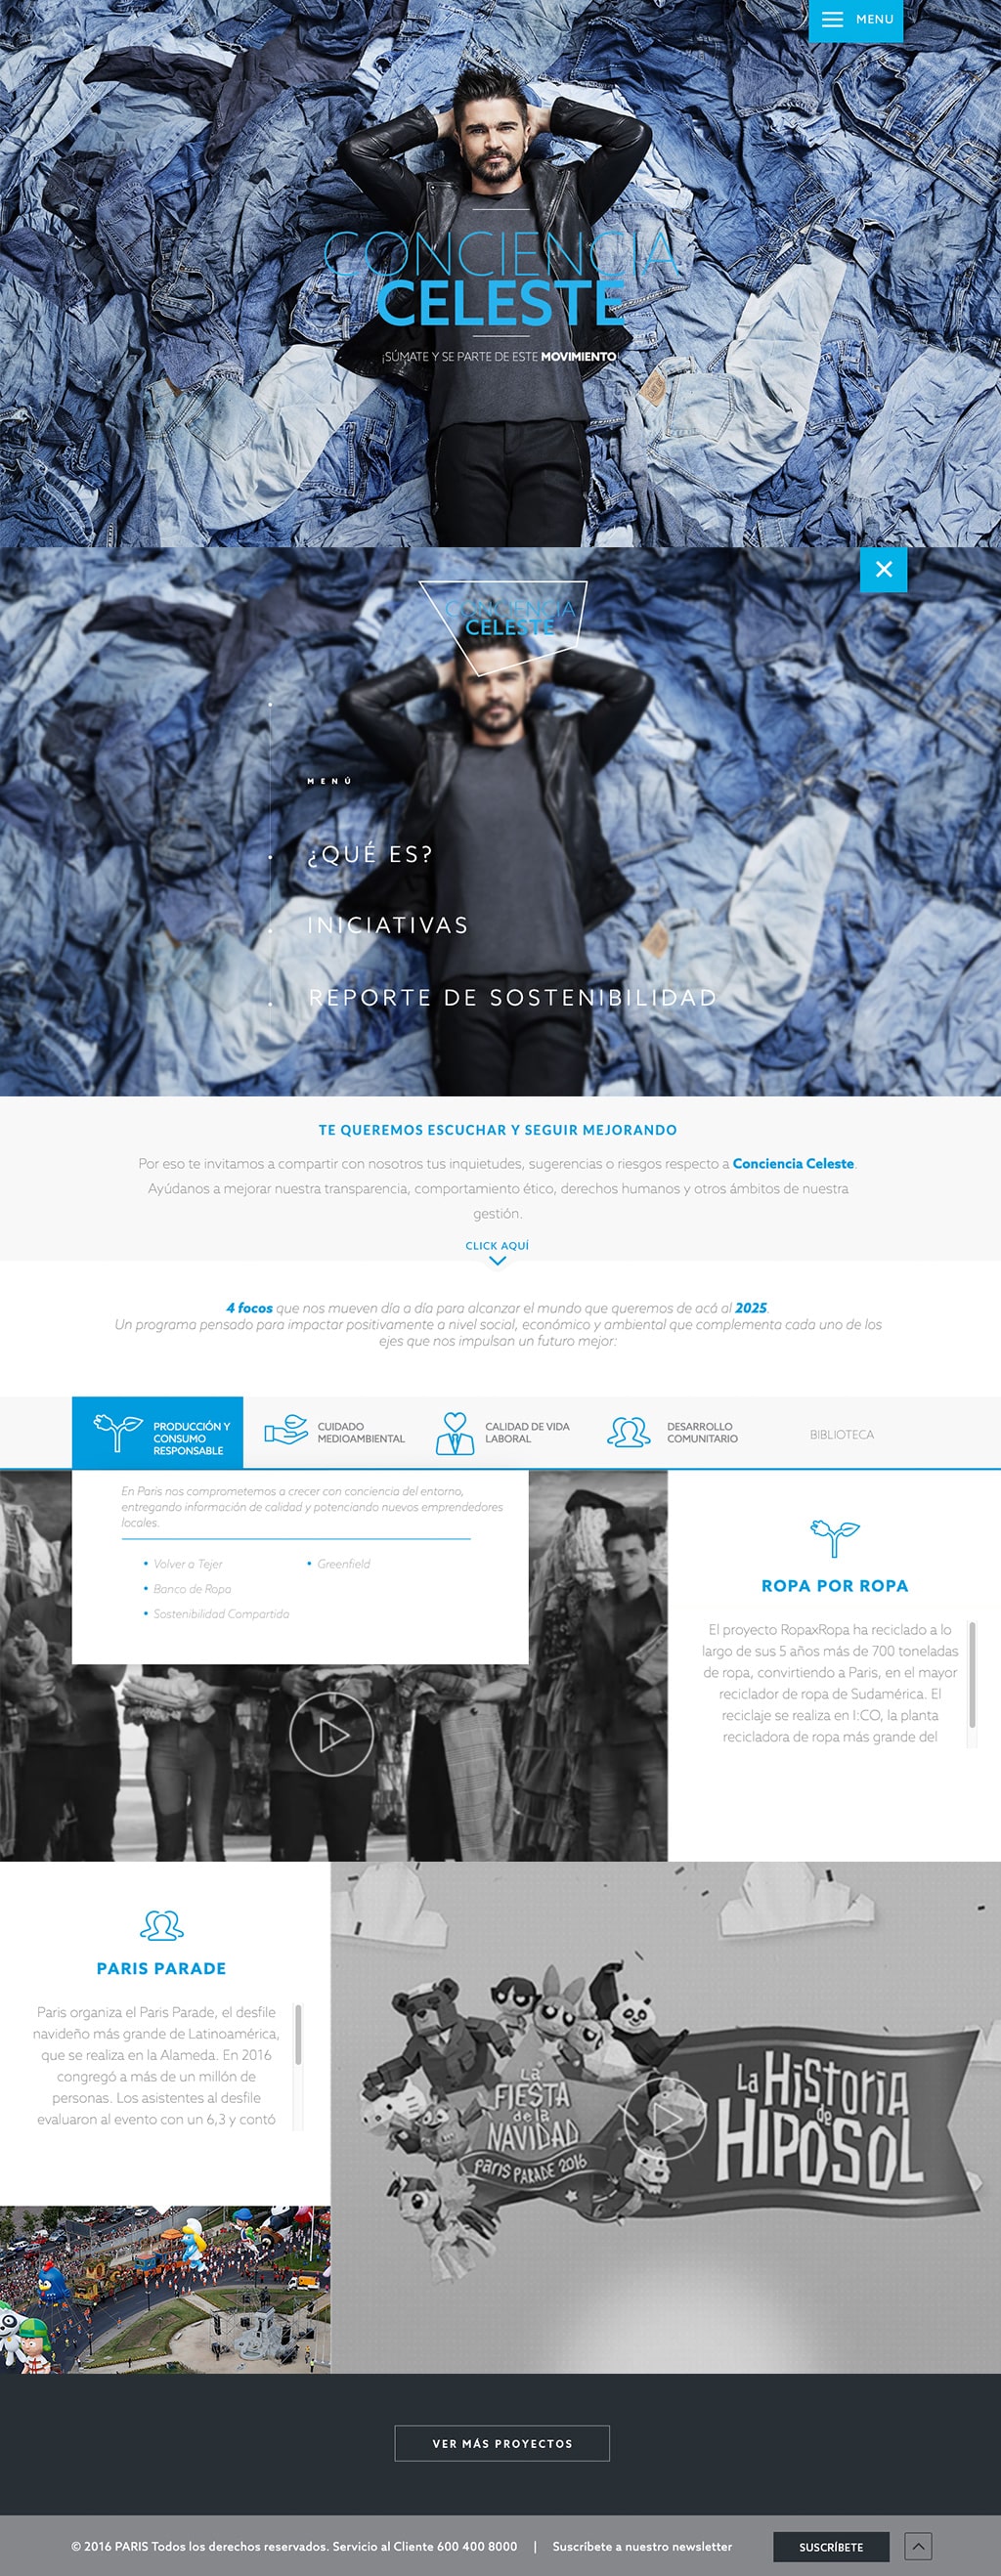 MENU
CONCIENCIA
CELESTE
¡SÚMATE Y SE PARTE DE ESTE MOVIMIENTO!
CONCIENCIA
CELESTE
MENÚ
¿QUÉ ES?
INICIATIVAS
REPORTE DE SOSTENIBILIDAD
TE QUEREMOS ESCUCHAR Y SEGUIR MEJORANDO
Por eso te invitamos a compartir con nosotros tus inquietudes, sugerencias o riesgos respecto a Conciencia Celeste.
Ayúdanos a mejorar nuestra transparencia, comportamiento ético, derechos humanos y otros ámbitos de nuestra
gestión.
CLICK AQUÍ
4 focos que nos mueven día a día para alcanzar el mundo que queremos de acá al 2025.
Un programa pensado para impactar positivamente a nivel social, económico y ambiental que complementa cada uno de los
ejes que nos impulsan un futuro mejor:
PRODUCCIÓN Y
CONSUMO
RESPONSABLE
CUIDADO
MEDIOAMBIENTAL
CALIDAD DE VIDA
LABORAL
DESARROLLO
COMUNITARIO
BIBLIOTECA
En Paris nos comprometemos a crecer con conciencia del entorno,
entregando información de calidad y potenciando nuevos emprendedores
locales.
• Volver a Tejer
• Greenfield
• Banco de Ropa
• Sostenibilidad Compartida
ROPA POR ROPA
El proyecto RopaxRopa ha reciclado a lo
largo de sus 5 años más de 700 toneladas
de ropa, convirtiendo a Paris, en el mayor
reciclador de ropa de Sudamérica. El
reciclaje se realiza en I:CO, la planta
recicladora de ropa más grande del
PARIS PARADE
Paris organiza el Paris Parade, el desfile
navideño más grande de Latinoamérica,
que se realiza en la Alameda. En 2016
congregó a más de un millón de
personas. Los asistentes al desfile
evaluaron al evento con un 6,3 y contó
LA
FIESTA
de la
NAVIDAD
PARIS PARADE 2016
La Historia
de
HIPOSOL
VER MÁS PROYECTOS
© 2016 PARIS Todos los derechos reservados. Servicio al Cliente 600 400 8000 | Suscríbete a nuestro newsletter
SUSCRÍBETE